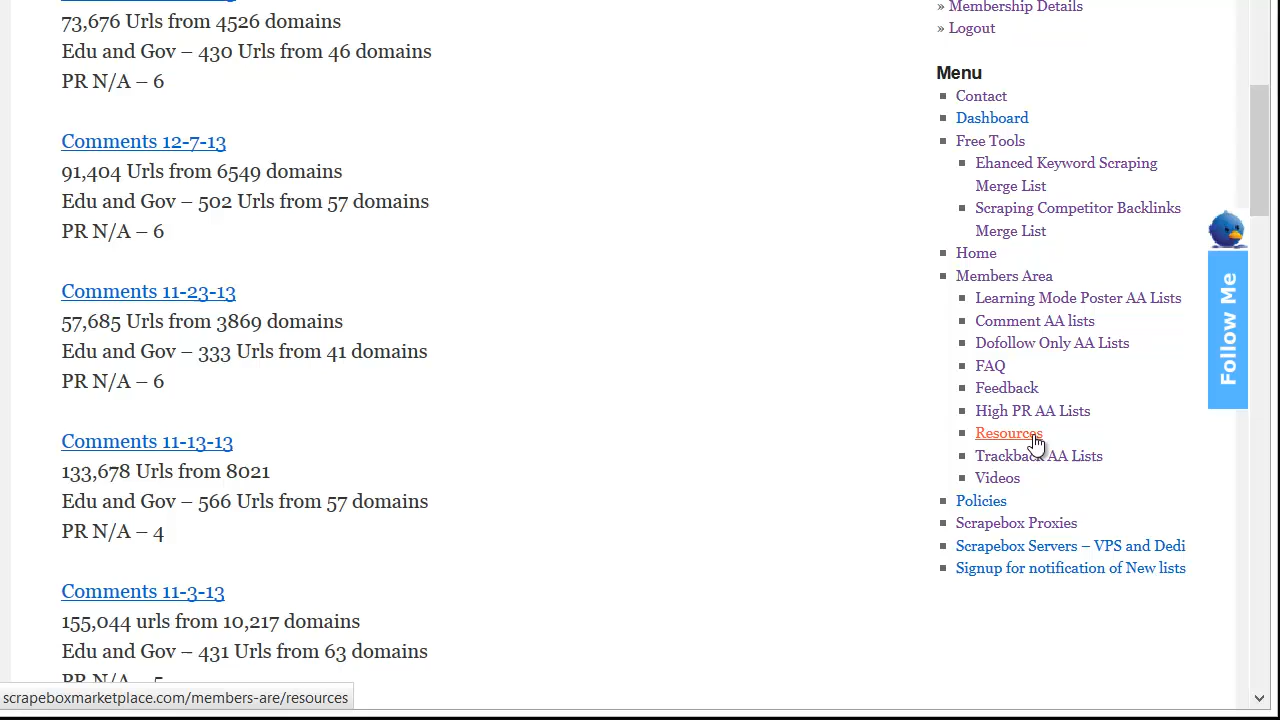 73,676 Urls from 4526 domains
Edu and Gov – 430 Urls from 46 domains
PR N/A – 6
Comments 12-7-13
91,404 Urls from 6549 domains
Edu and Gov – 502 Urls from 57 domains
PR N/A – 6
Comments 11-23-13
57,685 Urls from 3869 domains
Edu and Gov – 333 Urls from 41 domains
PR N/A – 6
Comments 11-13-13
133,678 Urls from 8021
Edu and Gov – 566 Urls from 57 domains
PR N/A – 4
Comments 11-3-13
155,044 urls from 10,217 domains
Edu and Gov – 431 Urls from 63 domains
PR N/A – 5
» Membership Details
» Logout
Menu
Contact
Dashboard
Free Tools
Ehanced Keyword Scraping
Merge List
Scraping Competitor Backlinks
Merge List
Home
Members Area
Learning Mode Poster AA Lists
Comment AA lists
Dofollow Only AA Lists
FAQ
Feedback
High PR AA Lists
Resources
Trackback AA Lists
Videos
Policies
Scrapebox Proxies
Scrapebox Servers – VPS and Dedi
Signup for notification of New lists
Follow Me
scrapeboxmarketplace.com/members-are/resources